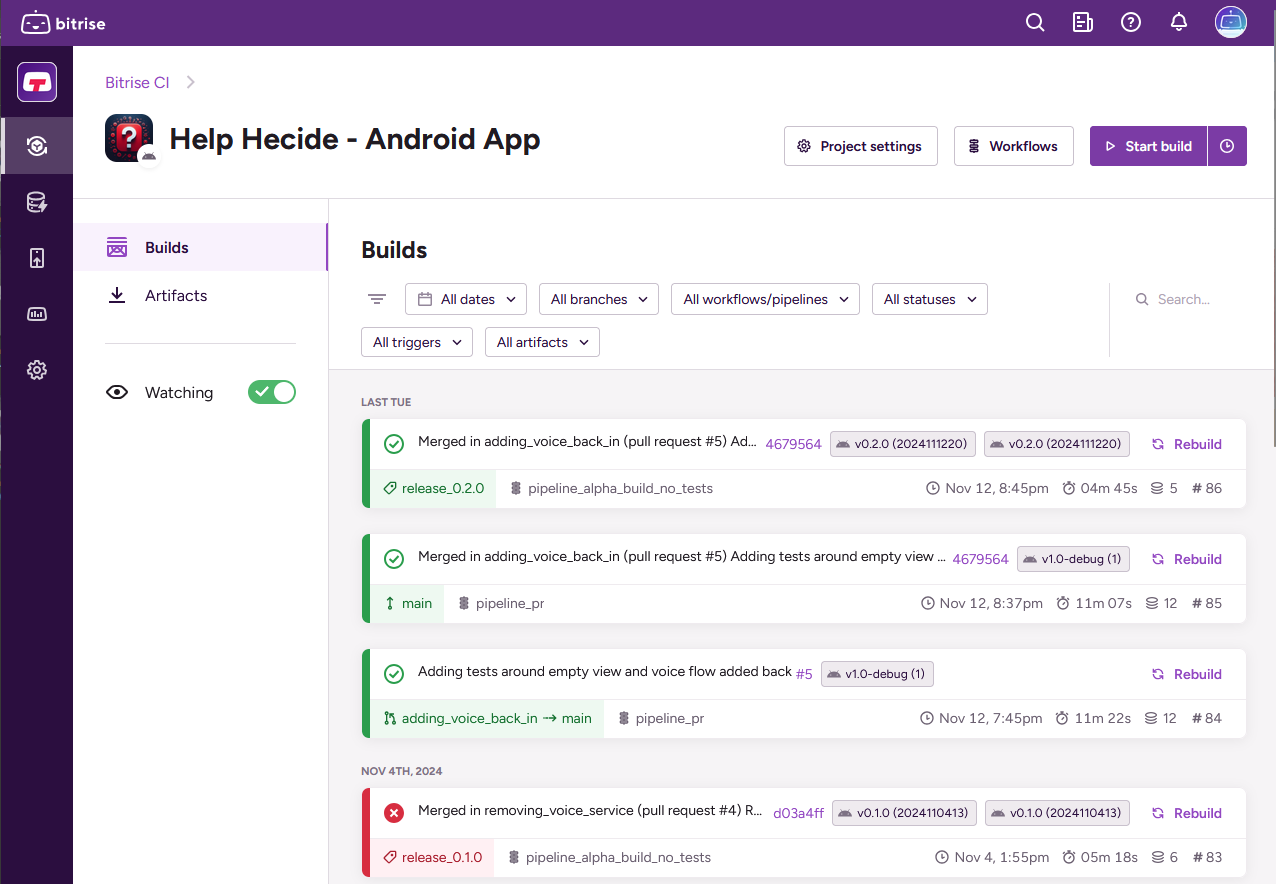 bitrise
Bitrise CI
Help Hecide - Android App
Project settings
Workflows
Start build
Builds
Artifacts
Watching
Builds
All dates
All branches
All workflows/pipelines
All statuses
Search...
All triggers
All artifacts
LAST TUE
Merged in adding_voice_back_in (pull request #5) Ad... 4679564 v0.2.0 (2024111220) v0.2.0 (2024111220) Rebuild
release_0.2.0 pipeline_alpha_build_no_tests Nov 12, 8:45pm 04m 45s 5 # 86
Merged in adding_voice_back_in (pull request #5) Adding tests around empty view ... 4679564 v1.0-debug (1) Rebuild
main pipeline_pr Nov 12, 8:37pm 11m 07s 12 # 85
Adding tests around empty view and voice flow added back #5 v1.0-debug (1) Rebuild
adding_voice_back_in → main pipeline_pr Nov 12, 7:45pm 11m 22s 12 # 84
NOV 4TH, 2024
Merged in removing_voice_service (pull request #4) R... d03a4ff v0.1.0 (2024110413) v0.1.0 (2024110413) Rebuild
release_0.1.0 pipeline_alpha_build_no_tests Nov 4, 1:55pm 05m 18s 6 # 83